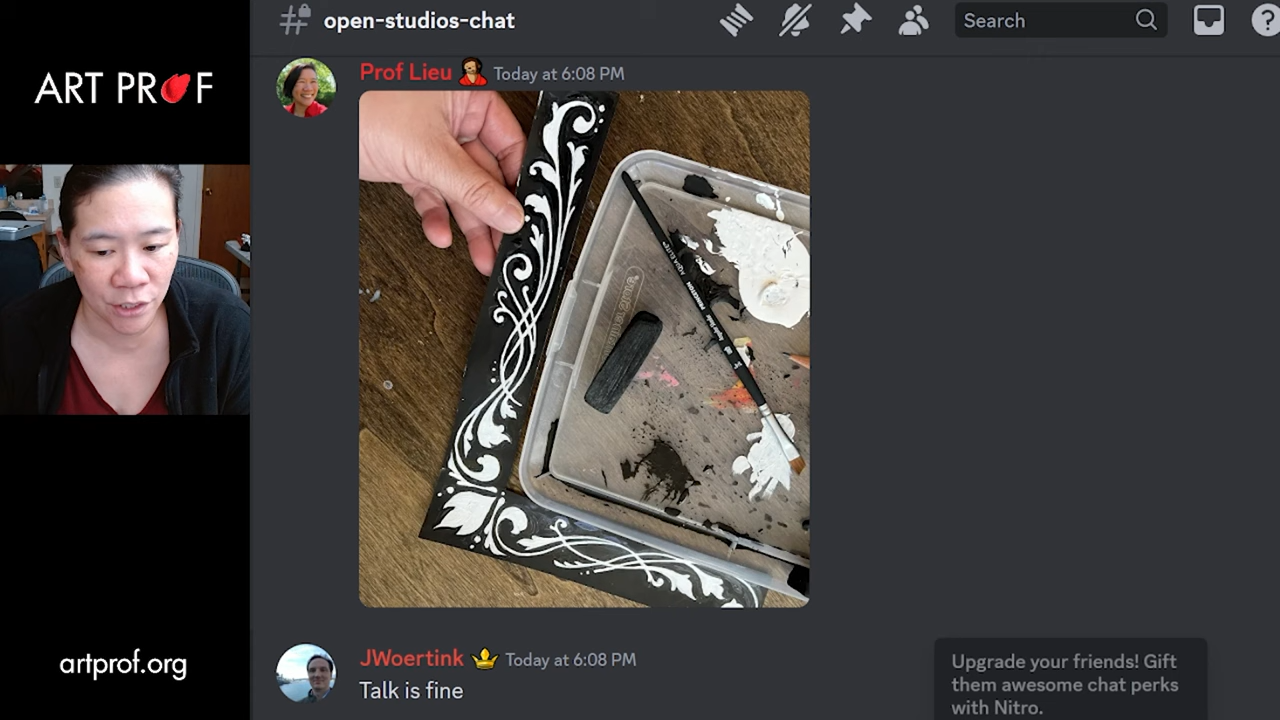 open-studios-chat
Search
ART PROF
Prof Lieu Today at 6:08 PM
PRINCETON
JWoertink Today at 6:08 PM
Talk is fine
artprof.org
Upgrade your friends! Gift
them awesome chat perks
with Nitro.